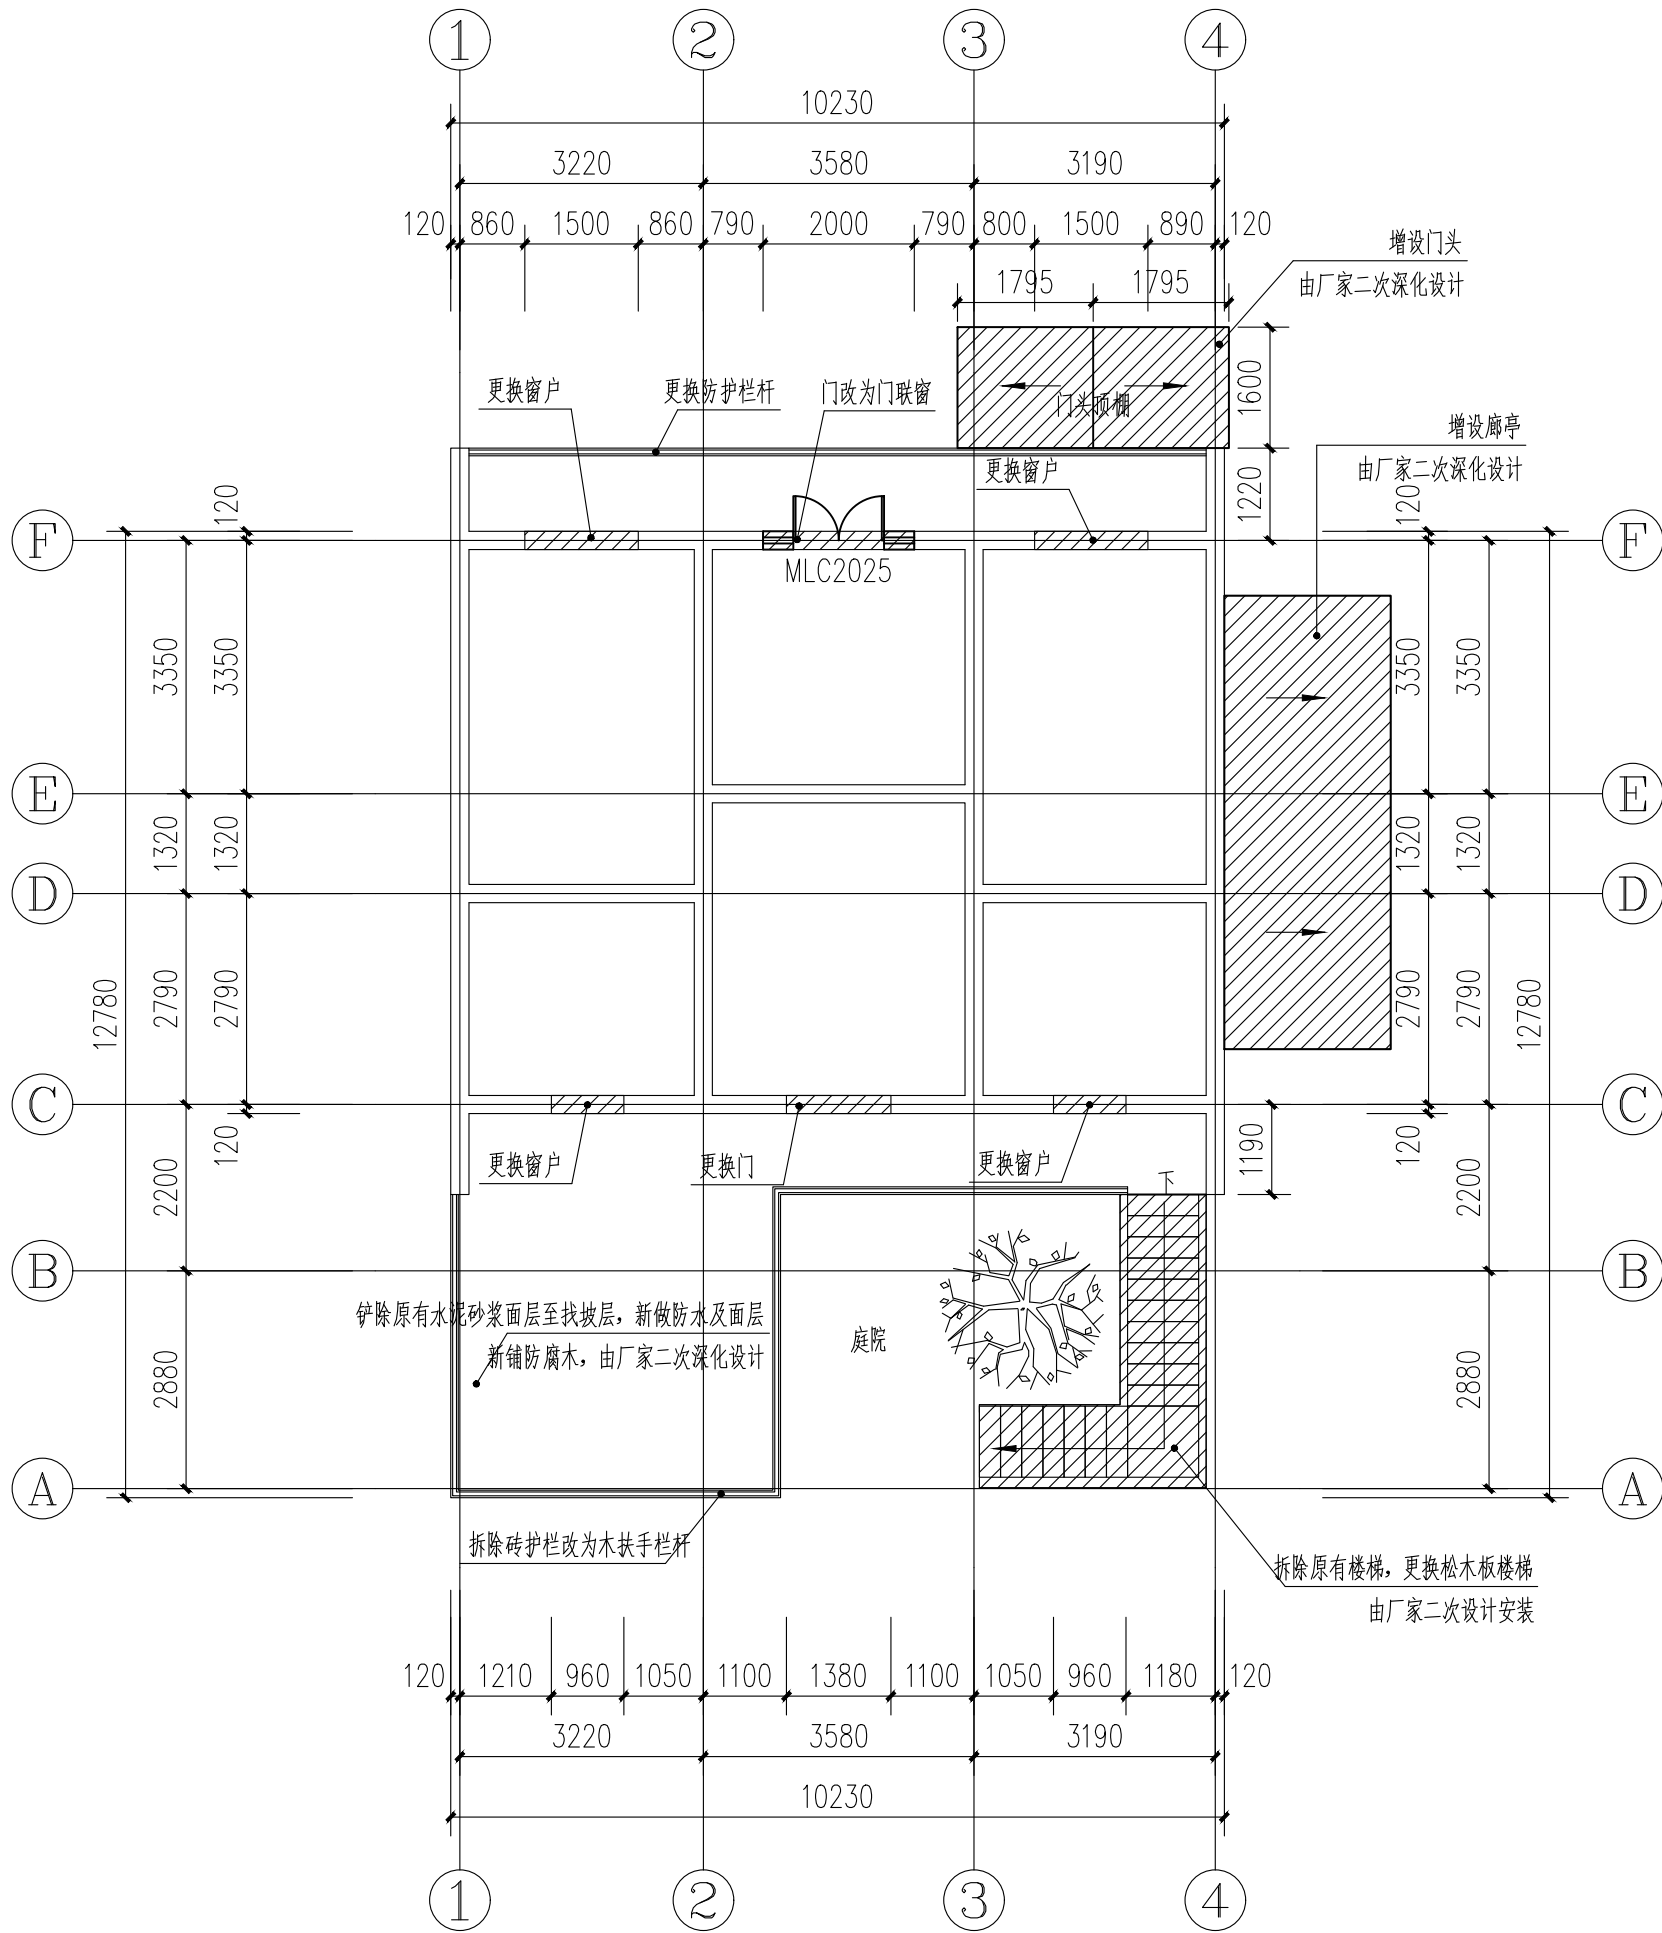 1 2 3 4
10230
3220 3580 3190
120 860 1500 860 790 2000 790 800 1500 890 120
增设门头
由厂家二次深化设计
1795 1795
1600
更换窗户
更换防护栏杆
门改为门联窗
门头顶棚
增设廊亭
由厂家二次深化设计
更换窗户
1220
120
120
F F
MLC2025
3350 3350 3350 3350
E E
1320 1320 1320 1320
D D
12780 2790 2790 2790 2790 12780
C C
120 1190 120
更换窗户
更换门
更换窗户
下
2200 2200
B B
铲除原有水泥砂浆面层至找坡层，新做防水及面层
新铺防腐木，由厂家二次深化设计
庭院
2880 2880
A A
拆除砖护栏改为木扶手栏杆
拆除原有楼梯，更换松木板楼梯
由厂家二次设计安装
120 1210 960 1050 1100 1380 1100 1050 960 1180 120
3220 3580 3190
10230
1 2 3 4